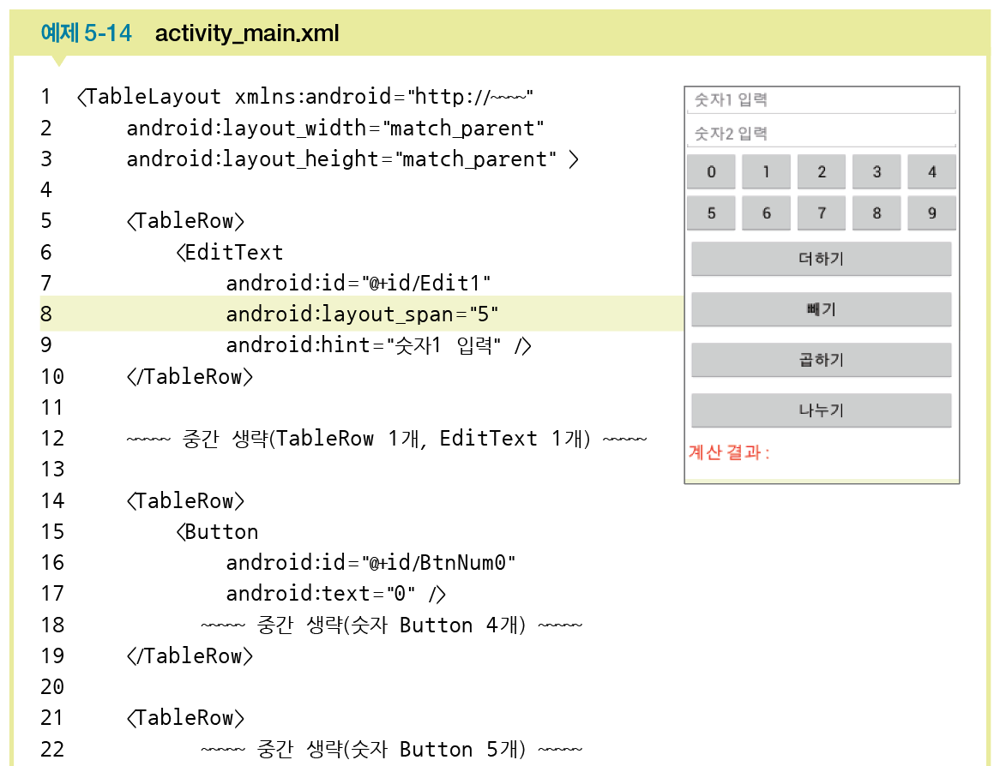 예제 5-14 activity_main.xml
1 <TableLayout xmlns:android="http://~~~~"
2 android:layout_width="match_parent"
3 android:layout_height="match_parent" >
4
5 <TableRow>
6 <EditText
7 android:id="@+id/Edit1"
8 android:layout_span="5"
9 android:hint="숫자1 입력" />
10 </TableRow>
11
12 ~~~~~ 중간 생략(TableRow 1개, EditText 1개) ~~~~~
13
14 <TableRow>
15 <Button
16 android:id="@+id/BtnNum0"
17 android:text="0" />
18 ~~~~~ 중간 생략(숫자 Button 4개) ~~~~~
19 </TableRow>
20
21 <TableRow>
22 ~~~~~ 중간 생략(숫자 Button 5개) ~~~~~
숫자1 입력
숫자2 입력
0 1 2 3 4
5 6 7 8 9
더하기
빼기
곱하기
나누기
계산 결과 :